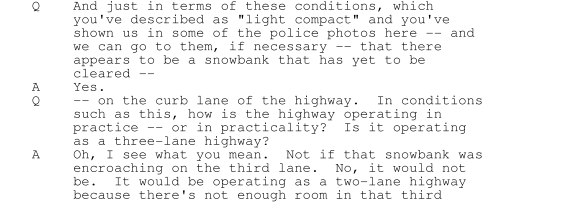 Q And just in terms of these conditions, which
you've described as "light compact" and you've
shown us in some of the police photos here -- and
we can go to them, if necessary -- that there
appears to be a snowbank that has yet to be
cleared --
A Yes.
Q -- on the curb lane of the highway. In conditions
such as this, how is the highway operating in
practice -- or in practicality? Is it operating
as a three-lane highway?
A Oh, I see what you mean. Not if that snowbank was
encroaching on the third lane. No, it would not
be. It would be operating as a two-lane highway
because there's not enough room in that third